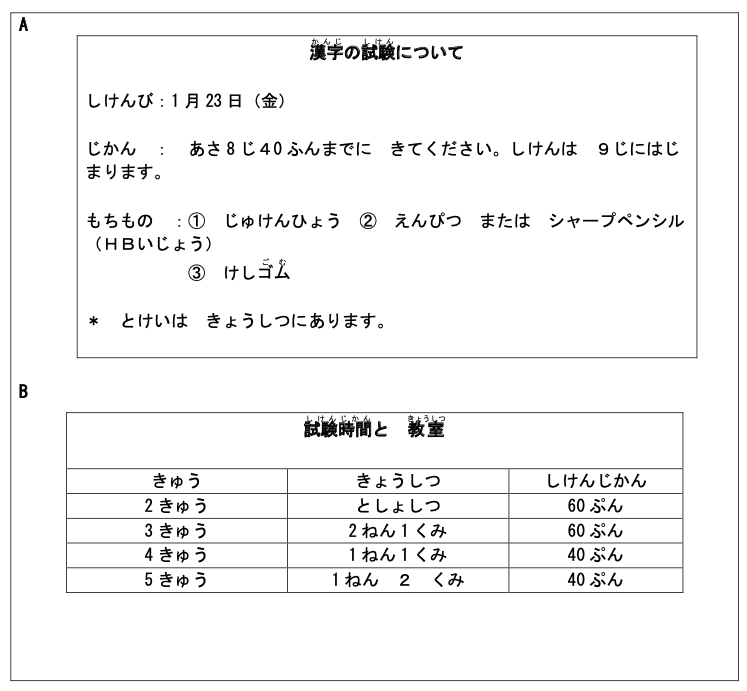 A
漢字の試験について
しけんび：1月23日（金）
じかん　：　あさ8じ40ふんまでに　きてください。しけんは　９じにはじ
まります。
もちもの　：①　じゅけんひょう　②　えんぴつ　または　シャープペンシル
（ＨＢいじょう）
③　けしゴム
＊　とけいは　きょうしつにあります。
B
試験時間と　教室
きゅう　きょうしつ　しけんじかん
2きゅう　としょしつ　60ぷん
3きゅう　2ねん1くみ　60ぷん
4きゅう　1ねん1くみ　40ぷん
5きゅう　1ねん　２　くみ　40ぷん